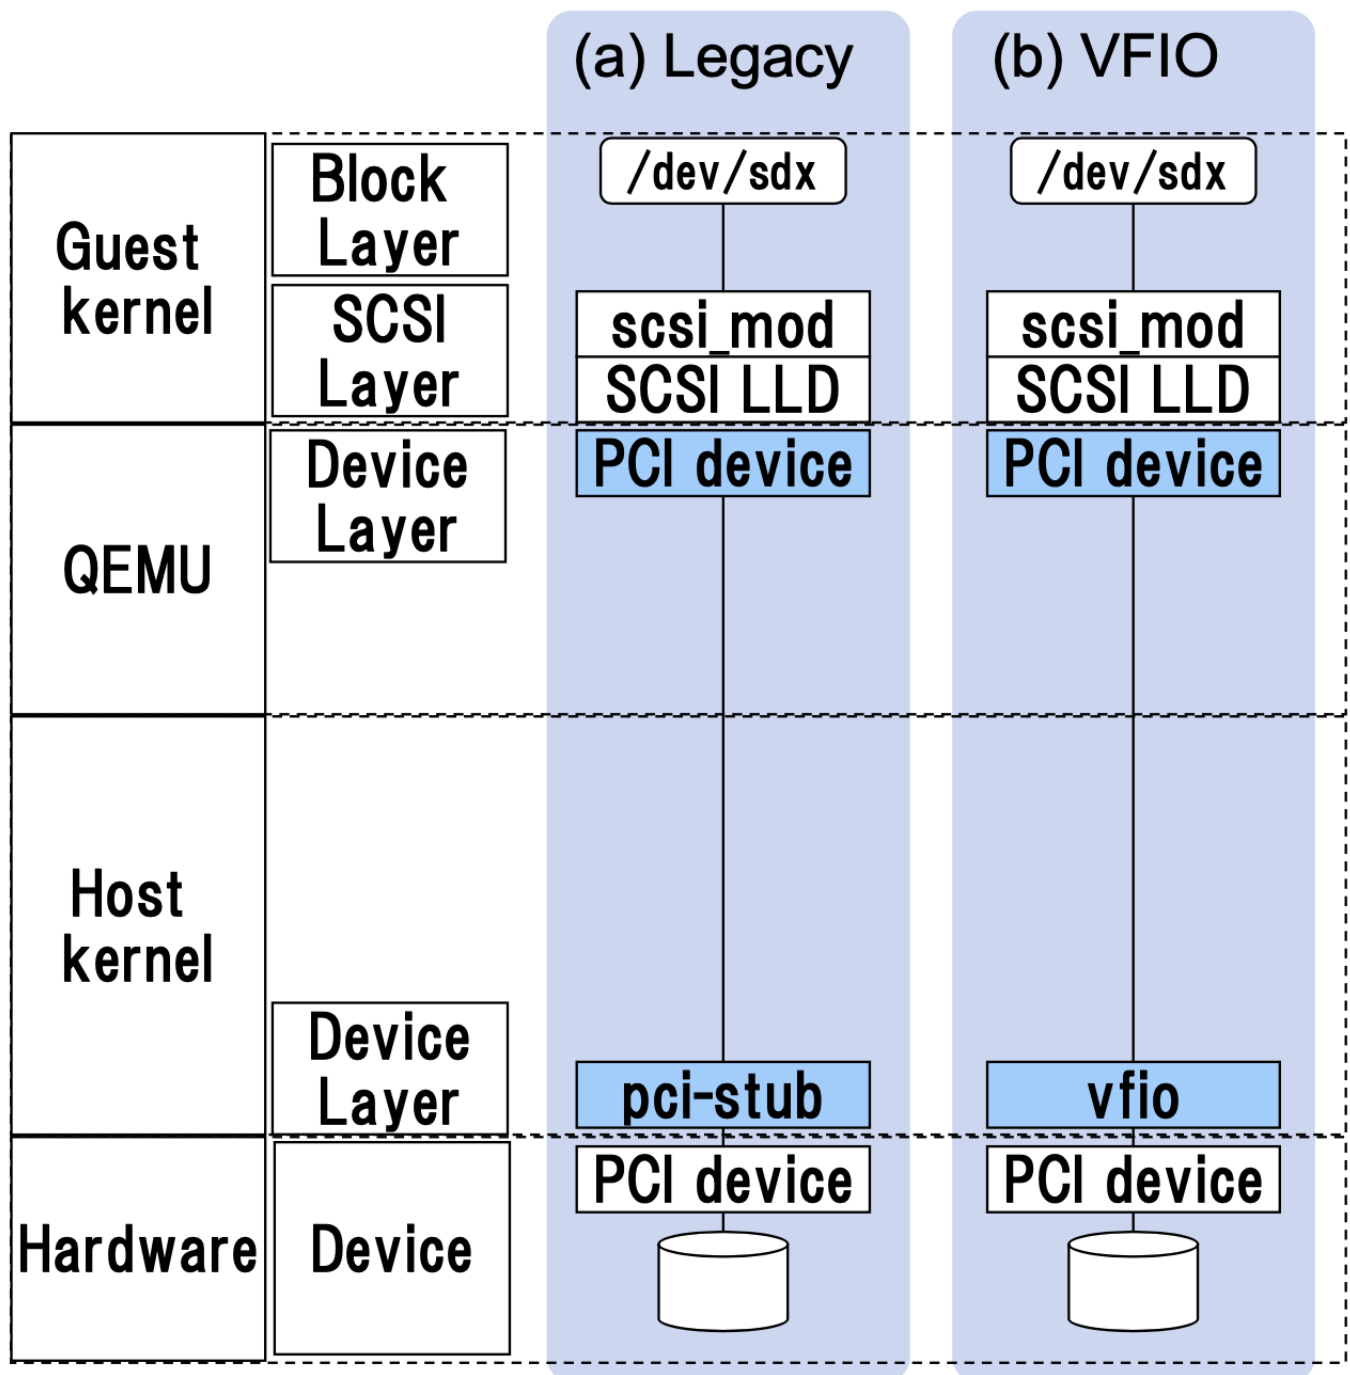 (a) Legacy
(b) VFIO
Guest
kernel
Block
Layer
/dev/sdx
/dev/sdx
SCSI
Layer
scsi_mod
SCSI LLD
scsi_mod
SCSI LLD
QEMU
Device
Layer
PCI device
PCI device
Host
kernel
Device
Layer
pci-stub
vfio
Hardware
Device
PCI device
PCI device